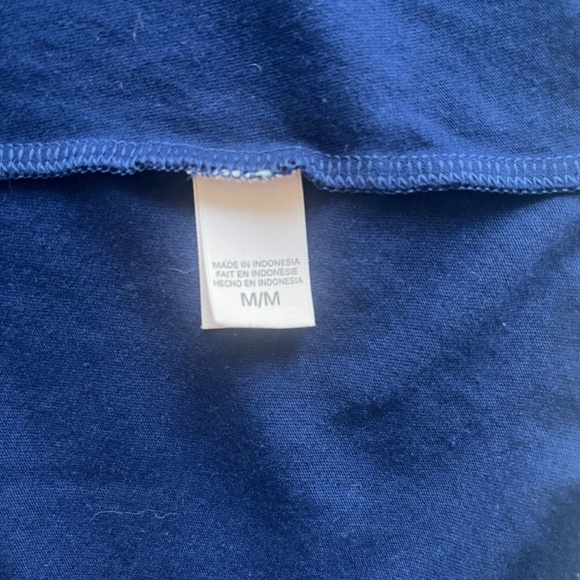 MADE IN INDONESIA
FAIT EN INDONÉSIE
HECHO EN INDONESIA
M/M